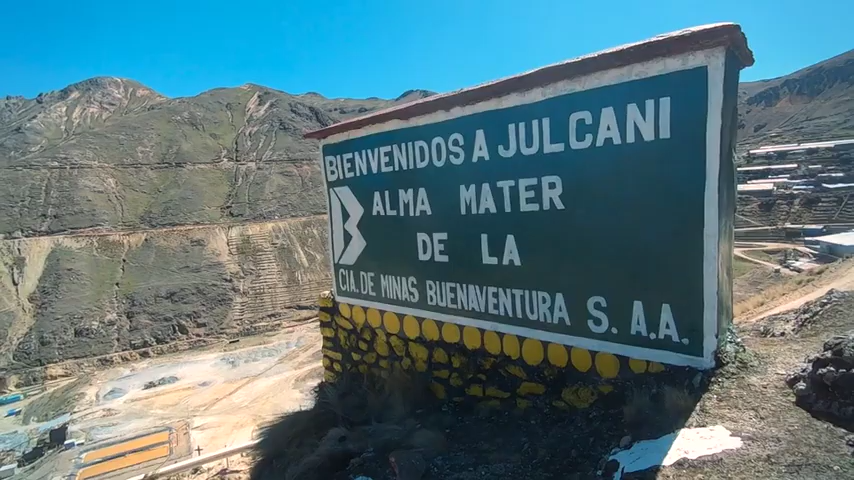 BIENVENIDOS A JULCANI
ALMA MATER
DE LA
CIA. DE MINAS BUENAVENTURA S. A.A.